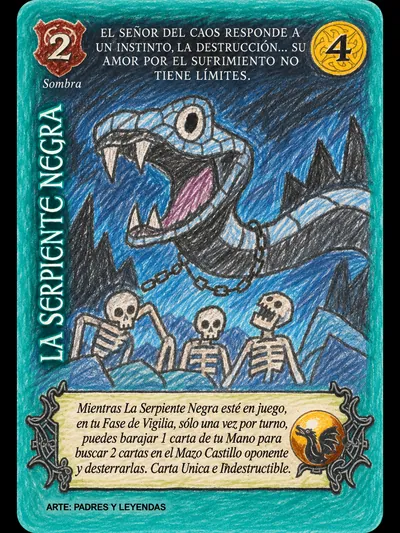 2
Sombra
EL SEÑOR DEL CAOS RESPONDE A
UN INSTINTO, LA DESTRUCCIÓN... SU
AMOR POR EL SUFRIMIENTO NO
TIENE LÍMITES.
4
LA SERPIENTE NEGRA
Mientras La Serpiente Negra esté en juego,
en tu Fase de Vigilia, sólo una vez por turno,
puedes barajar 1 carta de tu Mano para
buscar 2 cartas en el Mazo Castillo oponente
y desterrarlas. Carta Unica e Indestructible.
ARTE: PADRES Y LEYENDAS